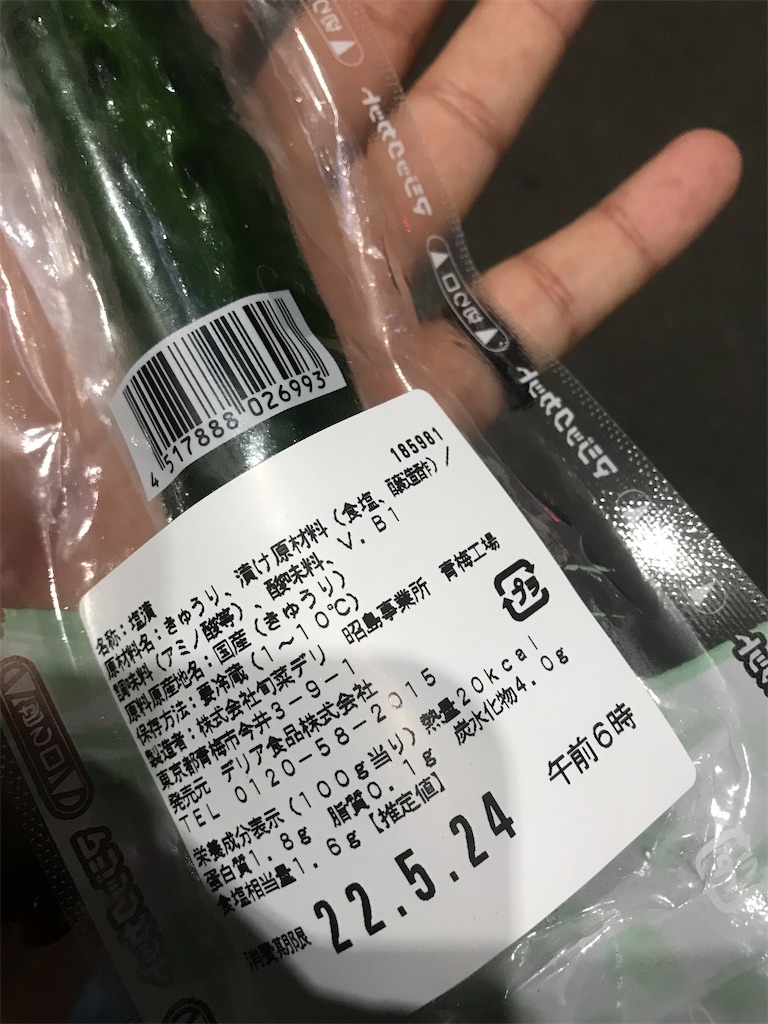 4 517888 026993
185981
名称：塩漬
原材料名：きゅうり、漬け原材料（食塩、醸造酢）／
調味料（アミノ酸等）、酸味料、V．B1
原料原産地名：国産（きゅうり）
保存方法：要冷蔵（1～10℃）
製造者：株式会社旬菜デリ　昭島事業所　青梅工場
東京都青梅市今井3－9－1
プラ
発売元　デリア食品株式会社
TEL 0120－58－2015
栄養成分表示（100g当り）熱量20kcal
蛋白質1.8g　脂質0.1g　炭水化物4.0g
食塩相当量1.6g【推定値】
消費期限 22.5.24 午前6時